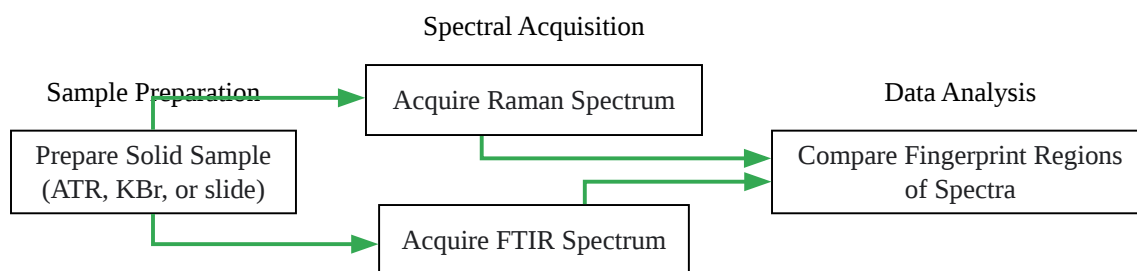 Spectral Acquisition
Sample Preparation
Acquire Raman Spectrum
Data Analysis
Prepare Solid Sample
(ATR, KBr, or slide)
Compare Fingerprint Regions
of Spectra
Acquire FTIR Spectrum